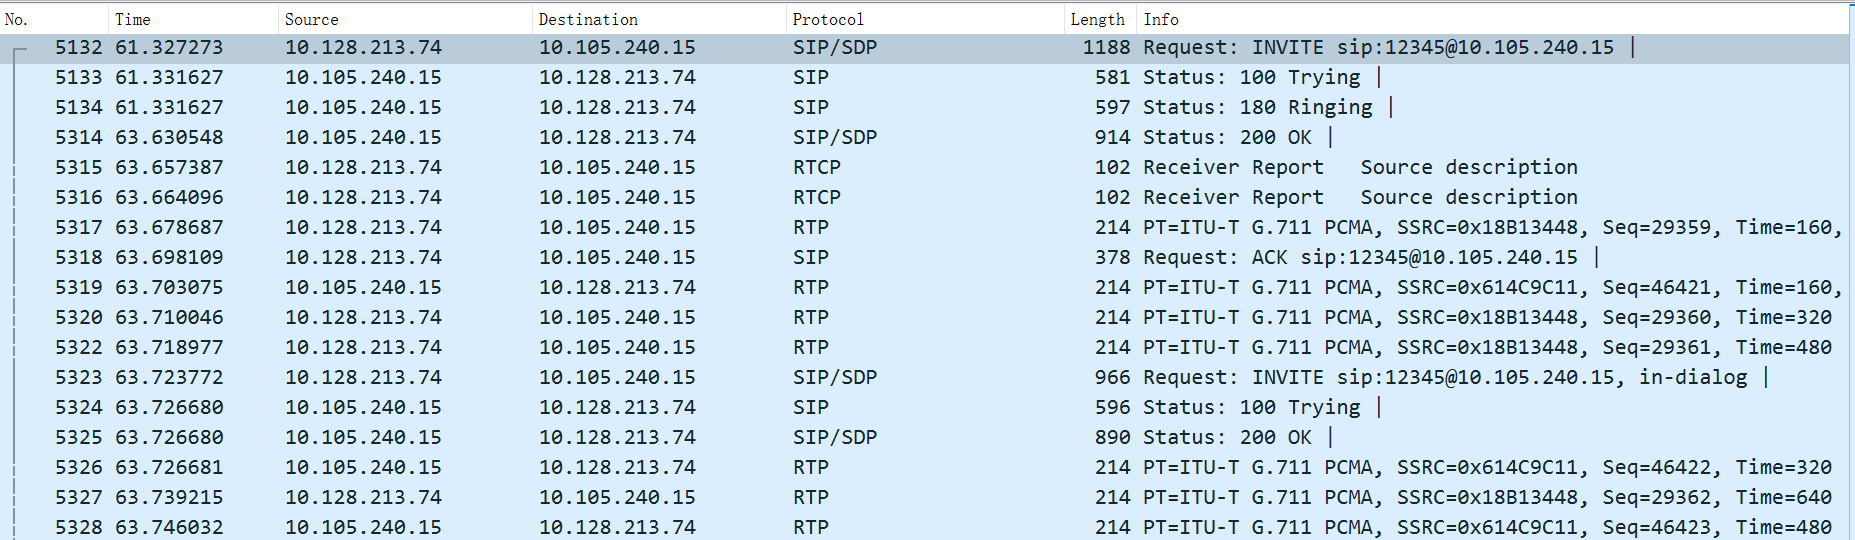 No. Time Source Destination Protocol Length Info
5132 61.327273 10.128.213.74 10.105.240.15 SIP/SDP 1188 Request: INVITE sip:12345@10.105.240.15 |
5133 61.331627 10.105.240.15 10.128.213.74 SIP 581 Status: 100 Trying |
5134 61.331627 10.105.240.15 10.128.213.74 SIP 597 Status: 180 Ringing |
5314 63.630548 10.105.240.15 10.128.213.74 SIP/SDP 914 Status: 200 OK |
5315 63.657387 10.128.213.74 10.105.240.15 RTCP 102 Receiver Report Source description
5316 63.664096 10.128.213.74 10.105.240.15 RTCP 102 Receiver Report Source description
5317 63.678687 10.128.213.74 10.105.240.15 RTP 214 PT=ITU-T G.711 PCMA, SSRC=0x18B13448, Seq=29359, Time=160,
5318 63.698109 10.128.213.74 10.105.240.15 SIP 378 Request: ACK sip:12345@10.105.240.15 |
5319 63.703075 10.105.240.15 10.128.213.74 RTP 214 PT=ITU-T G.711 PCMA, SSRC=0x614C9C11, Seq=46421, Time=160,
5320 63.710046 10.128.213.74 10.105.240.15 RTP 214 PT=ITU-T G.711 PCMA, SSRC=0x18B13448, Seq=29360, Time=320
5322 63.718977 10.128.213.74 10.105.240.15 RTP 214 PT=ITU-T G.711 PCMA, SSRC=0x18B13448, Seq=29361, Time=480
5323 63.723772 10.128.213.74 10.105.240.15 SIP/SDP 966 Request: INVITE sip:12345@10.105.240.15, in-dialog |
5324 63.726680 10.105.240.15 10.128.213.74 SIP 596 Status: 100 Trying |
5325 63.726680 10.105.240.15 10.128.213.74 SIP/SDP 890 Status: 200 OK |
5326 63.726681 10.105.240.15 10.128.213.74 RTP 214 PT=ITU-T G.711 PCMA, SSRC=0x614C9C11, Seq=46422, Time=320
5327 63.739215 10.128.213.74 10.105.240.15 RTP 214 PT=ITU-T G.711 PCMA, SSRC=0x18B13448, Seq=29362, Time=640
5328 63.746032 10.105.240.15 10.128.213.74 RTP 214 PT=ITU-T G.711 PCMA, SSRC=0x614C9C11, Seq=46423, Time=480